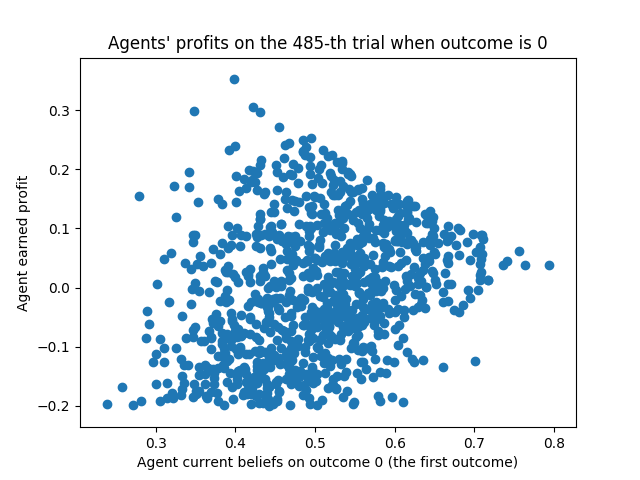 Agents' profits on the 485-th trial when outcome is 0
Agent earned profit
0.3
0.2
0.1
0.0
−0.1
−0.2
0.3 0.4 0.5 0.6 0.7 0.8
Agent current beliefs on outcome 0 (the first outcome)